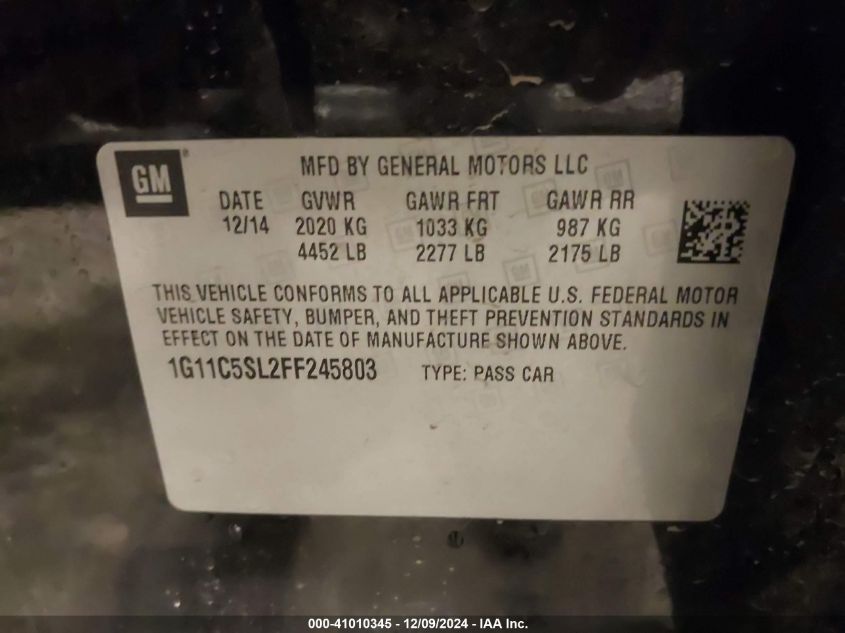 GM®
MFD BY GENERAL MOTORS LLC
DATE GVWR GAWR FRT GAWR RR
12/14 2020 KG 1033 KG 987 KG
4452 LB 2277 LB 2175 LB
THIS VEHICLE CONFORMS TO ALL APPLICABLE U.S. FEDERAL MOTOR
VEHICLE SAFETY, BUMPER, AND THEFT PREVENTION STANDARDS IN
EFFECT ON THE DATE OF MANUFACTURE SHOWN ABOVE.
1G11C5SL2FF245803 TYPE: PASS CAR
000-41010345 - 12/09/2024 - IAA Inc.